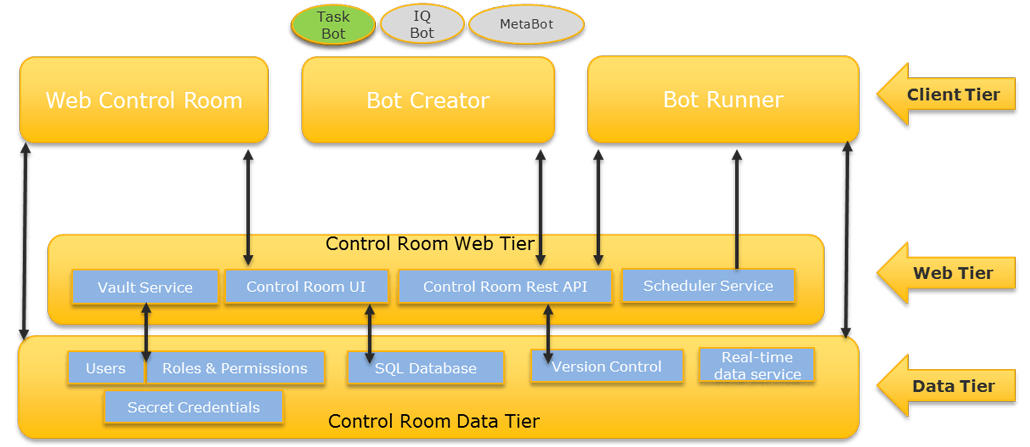 Task
Bot
IQ
Bot
MetaBot
Web Control Room
Bot Creator
Bot Runner
Client Tier
Control Room Web Tier
Vault Service
Control Room UI
Control Room Rest API
Scheduler Service
Web Tier
Users
Roles & Permissions
SQL Database
Version Control
Real-time
data service
Secret Credentials
Control Room Data Tier
Data Tier